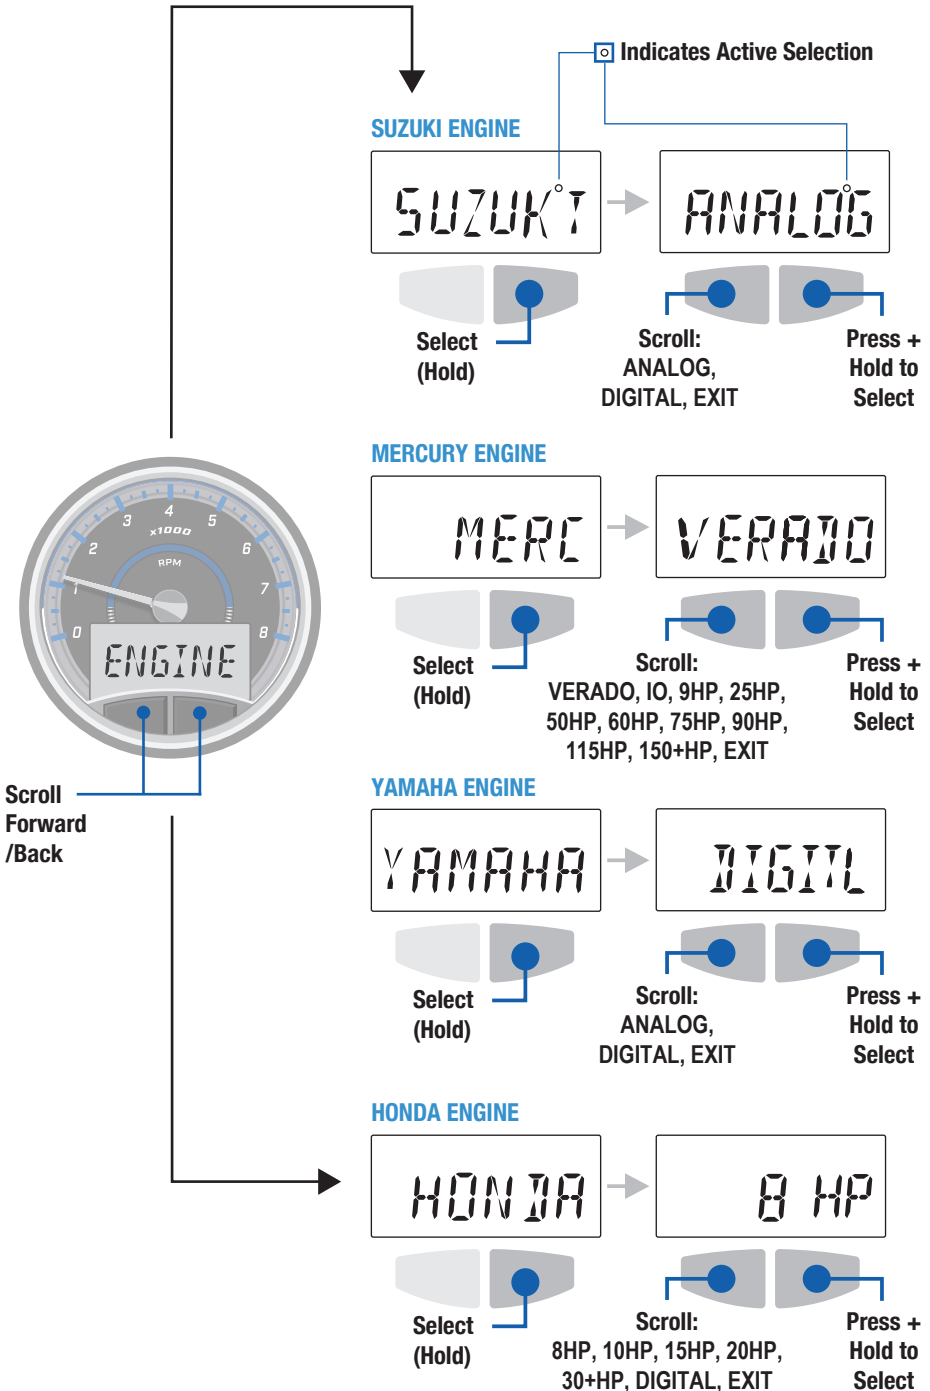 Indicates Active Selection
SUZUKI ENGINE
SUZUKI
ANALOG
Select
(Hold)
Scroll:
ANALOG,
DIGITAL, EXIT
Press +
Hold to
Select
MERCURY ENGINE
MERC
VERADO
Select
(Hold)
Scroll:
VERADO, IO, 9HP, 25HP,
50HP, 60HP, 75HP, 90HP,
115HP, 150+HP, EXIT
Press +
Hold to
Select
0
1
2
3
4
5
6
7
8
x1000
RPM
ENGINE
Scroll
Forward
/Back
YAMAHA ENGINE
YAMAHA
DIGITL
Select
(Hold)
Scroll:
ANALOG,
DIGITAL, EXIT
Press +
Hold to
Select
HONDA ENGINE
HONDA
8 HP
Select
(Hold)
Scroll:
8HP, 10HP, 15HP, 20HP,
30+HP, DIGITAL, EXIT
Press +
Hold to
Select